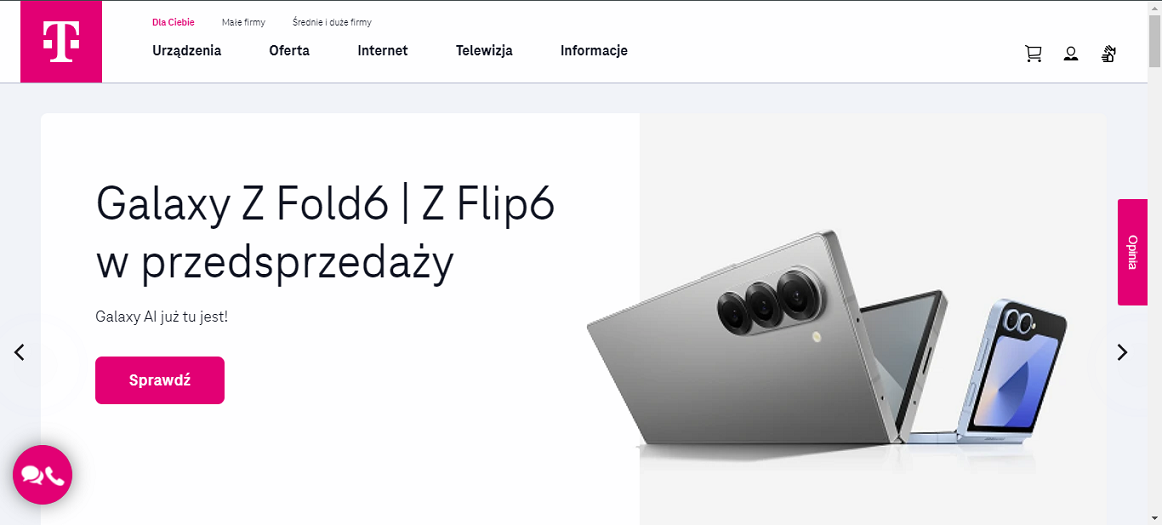 T
Dla Ciebie Małe firmy Średnie i duże firmy
Urządzenia Oferta Internet Telewizja Informacje
Galaxy Z Fold6 | Z Flip6
w przedsprzedaży
Galaxy AI już tu jest!
Sprawdź
Opinia